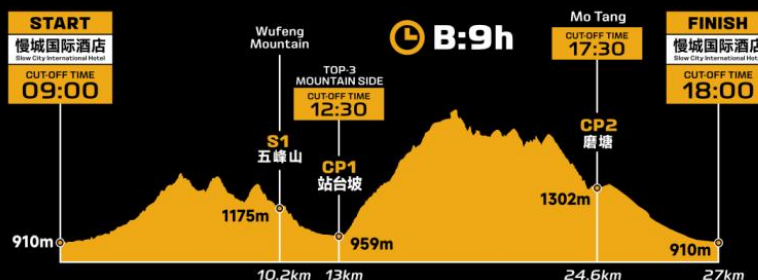 START
慢城国际酒店
Slow City International Hotel
CUT-OFF TIME
09:00
Wufeng
Mountain
S1
五峰山
1175m
910m
TOP-3
MOUNTAIN SIDE
CUT-OFF TIME
12:30
CP1
站台坡
959m
B:9h
Mo Tang
CUT-OFF TIME
17:30
CP2
磨塘
1302m
FINISH
慢城国际酒店
Slow City International Hotel
CUT-OFF TIME
18:00
910m
10.2km
13km
24.6km
27km